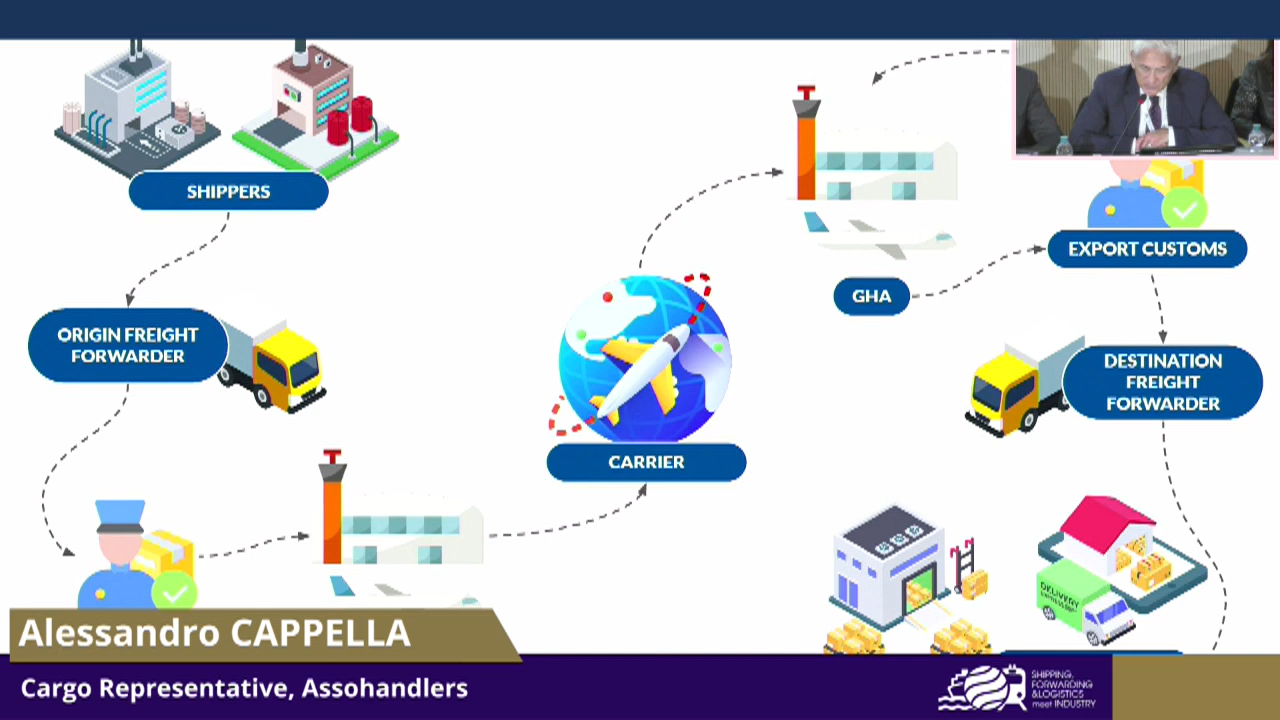 SHIPPERS
ORIGIN FREIGHT
FORWARDER
CARRIER
GHA
EXPORT CUSTOMS
DESTINATION
FREIGHT
FORWARDER
DELIVERY
Alessandro CAPPELLA
Cargo Representative, Assohandlers
SHIPPING,
FORWARDING
&LOGISTICS
meet INDUSTRY